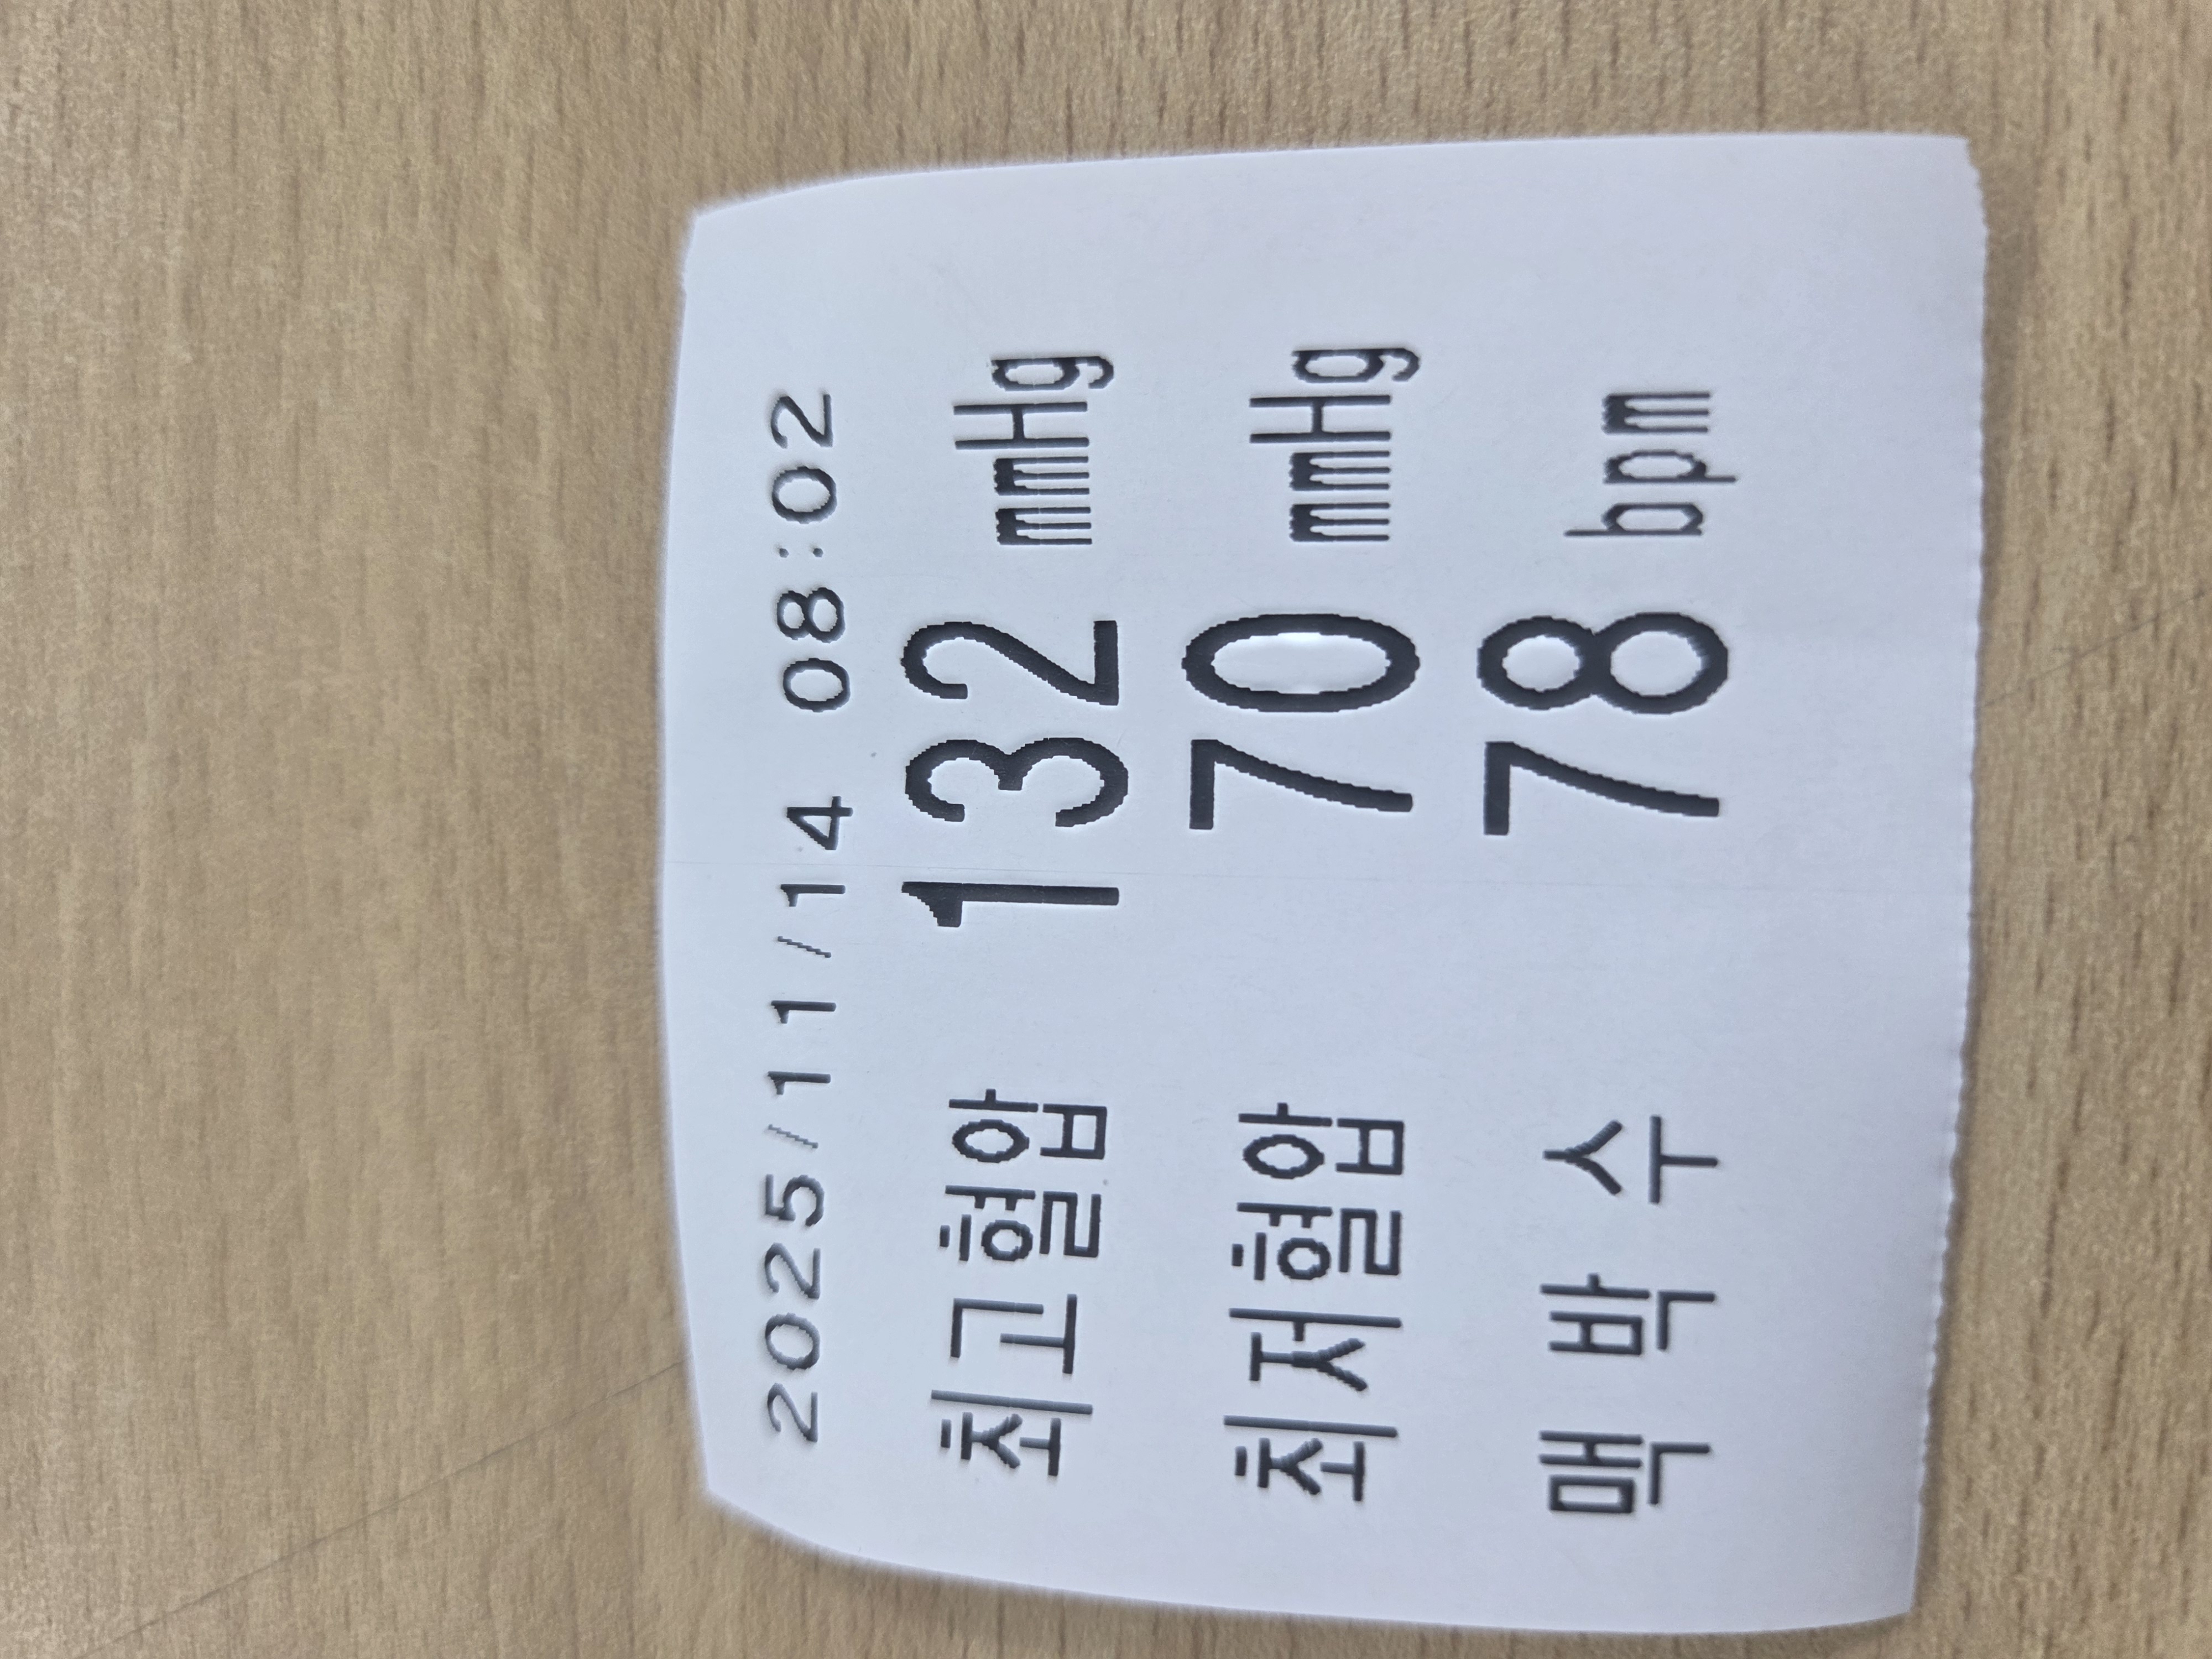 2025/11/14 08:02
최고혈압 132 mmHg
최저혈압 70 mmHg
맥박수 78 bpm